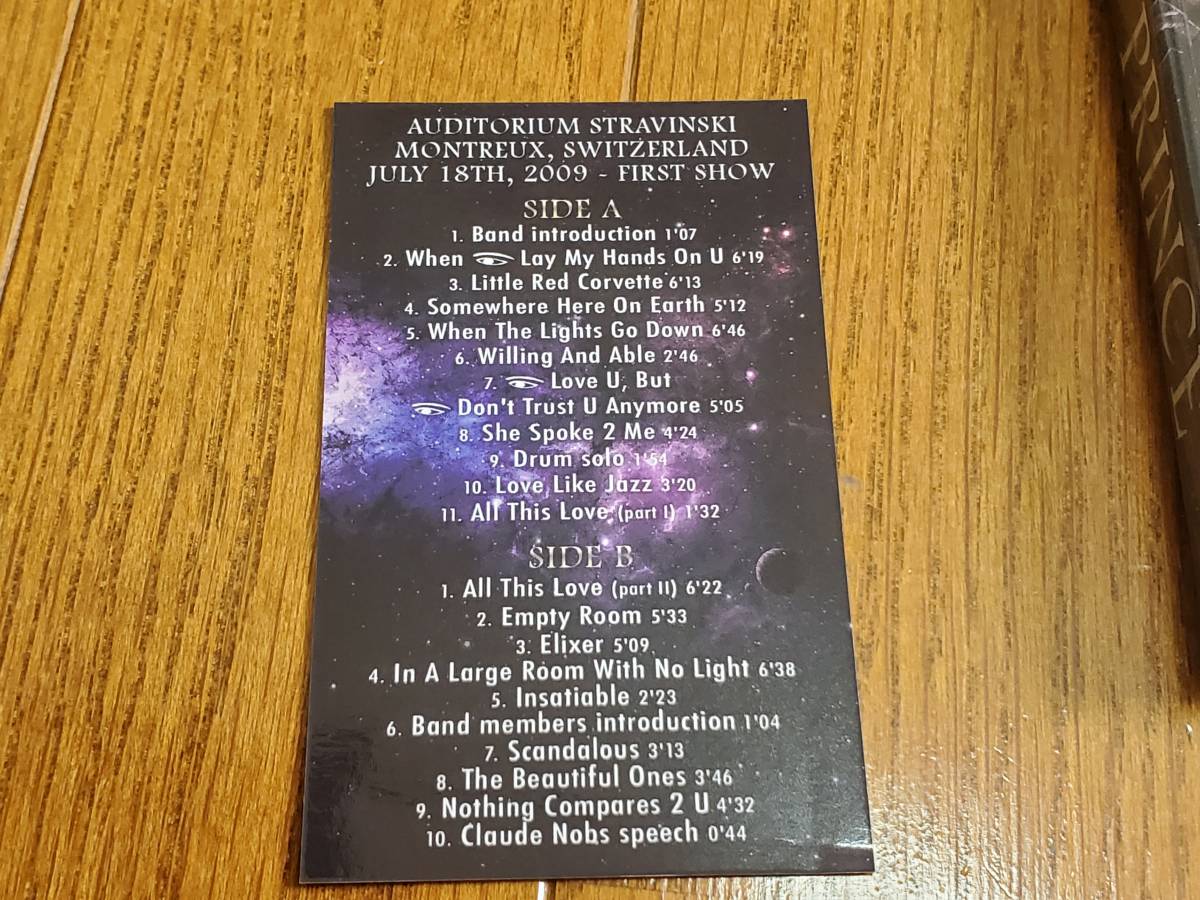 AUDITORIUM STRAVINSKI
MONTREUX, SWITZERLAND
JULY 18TH, 2009 - FIRST SHOW
SIDE A
1. Band introduction 1'07
2. When Lay My Hands On U 6'19
3. Little Red Corvette 6'13
4. Somewhere Here On Earth 5'12
5. When The Lights Go Down 6'46
6. Willing And Able 2'46
7. Love U, But
Don't Trust U Anymore 5'05
8. She Spoke 2 Me 4'24
9. Drum solo 1'54
10. Love Like Jazz 3'20
11. All This Love (part I) 1'32
SIDE B
1. All This Love (part II) 6'22
2. Empty Room 5'33
3. Elixer 5'09
4. In A Large Room With No Light 6'38
5. Insatiable 2'23
6. Band members introduction 1'04
7. Scandalous 3'13
8. The Beautiful Ones 3'46
9. Nothing Compares 2 U 4'32
10. Claude Nobs speech 0'44
PRINCE